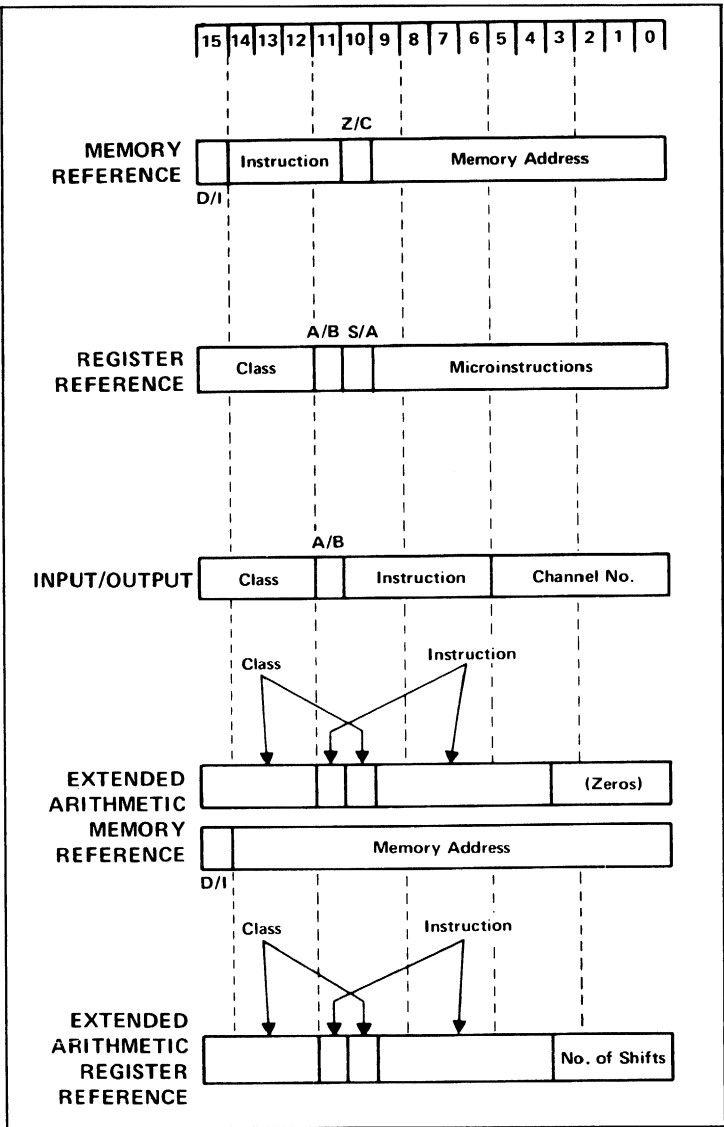 15 14 13 12 11 10 9 8 7 6 5 4 3 2 1 0
Z/C
MEMORY
REFERENCE
Instruction
Memory Address
D/I
A/B S/A
REGISTER
REFERENCE
Class
Microinstructions
A/B
INPUT/OUTPUT
Class
Instruction
Channel No.
Class
Instruction
EXTENDED
ARITHMETIC
MEMORY
REFERENCE
(Zeros)
Memory Address
D/I
Class
Instruction
EXTENDED
ARITHMETIC
REGISTER
REFERENCE
No. of Shifts